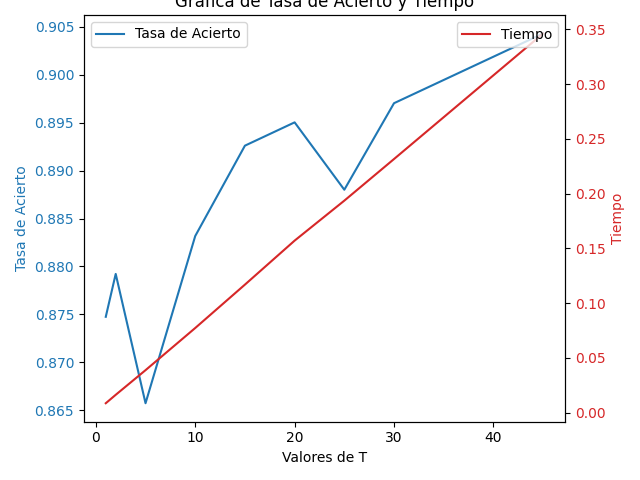 Gráfica de Tasa de Acierto y Tiempo
Tasa de Acierto
Tiempo
0.905
0.900
0.895
0.890
0.885
0.880
0.875
0.870
0.865
Tasa de Acierto
0.35
0.30
0.25
0.20
0.15
0.10
0.05
0.00
Tiempo
0 10 20 30 40
Valores de T